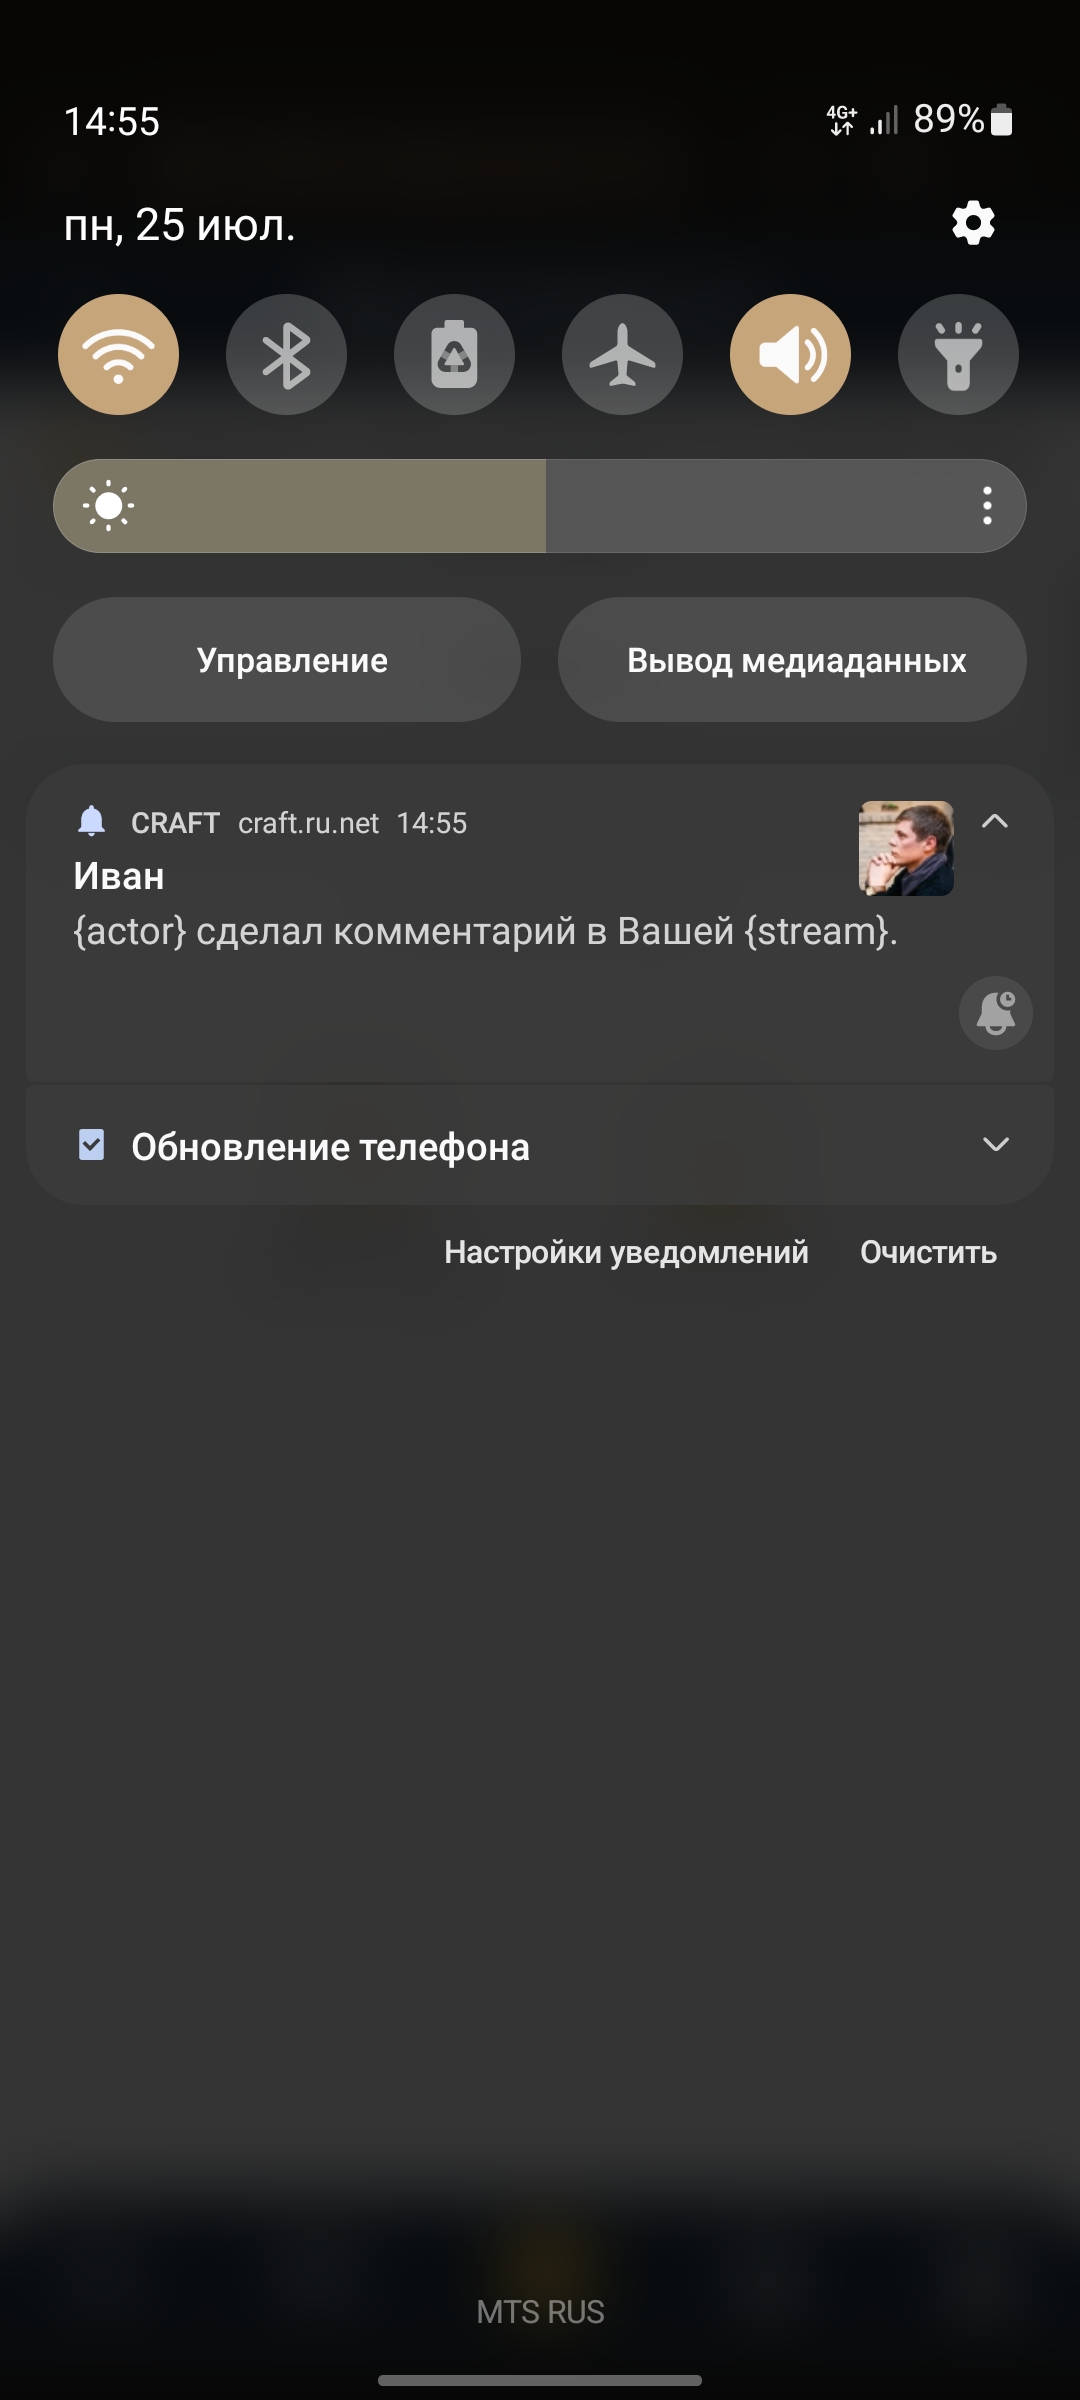 14:55 4G+ 89%
пн, 25 июл.
Управление Вывод медиаданных
CRAFT craft.ru.net 14:55
Иван
{actor} сделал комментарий в Вашей {stream}.
Обновление телефона
Настройки уведомлений Очистить
MTS RUS